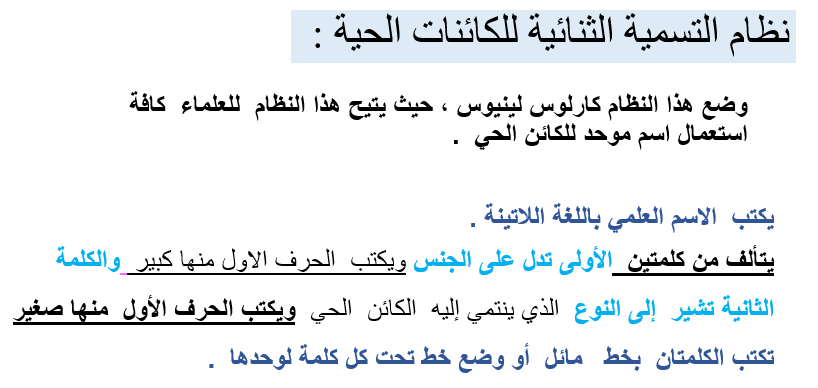 نظام التسمية الثنائية للكائنات الحية :
وضع هذا النظام كارلوس لينيوس ، حيث يتيح هذا النظام للعلماء كافة
استعمال اسم موحد للكائن الحي .
يكتب الاسم العلمي باللغة اللاتينة .
يتألف من كلمتين الأولى تدل على الجنس ويكتب الحرف الاول منها كبير والكلمة
الثانية تشير إلى النوع الذي ينتمي إليه الكائن الحي ويكتب الحرف الأول منها صغير
تكتب الكلمتان بخط مائل أو وضع خط تحت كل كلمة لوحدها .